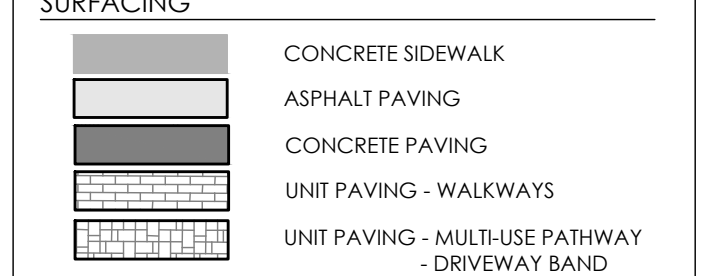 SURFACING
CONCRETE SIDEWALK
ASPHALT PAVING
CONCRETE PAVING
UNIT PAVING - WALKWAYS
UNIT PAVING - MULTI-USE PATHWAY
- DRIVEWAY BAND